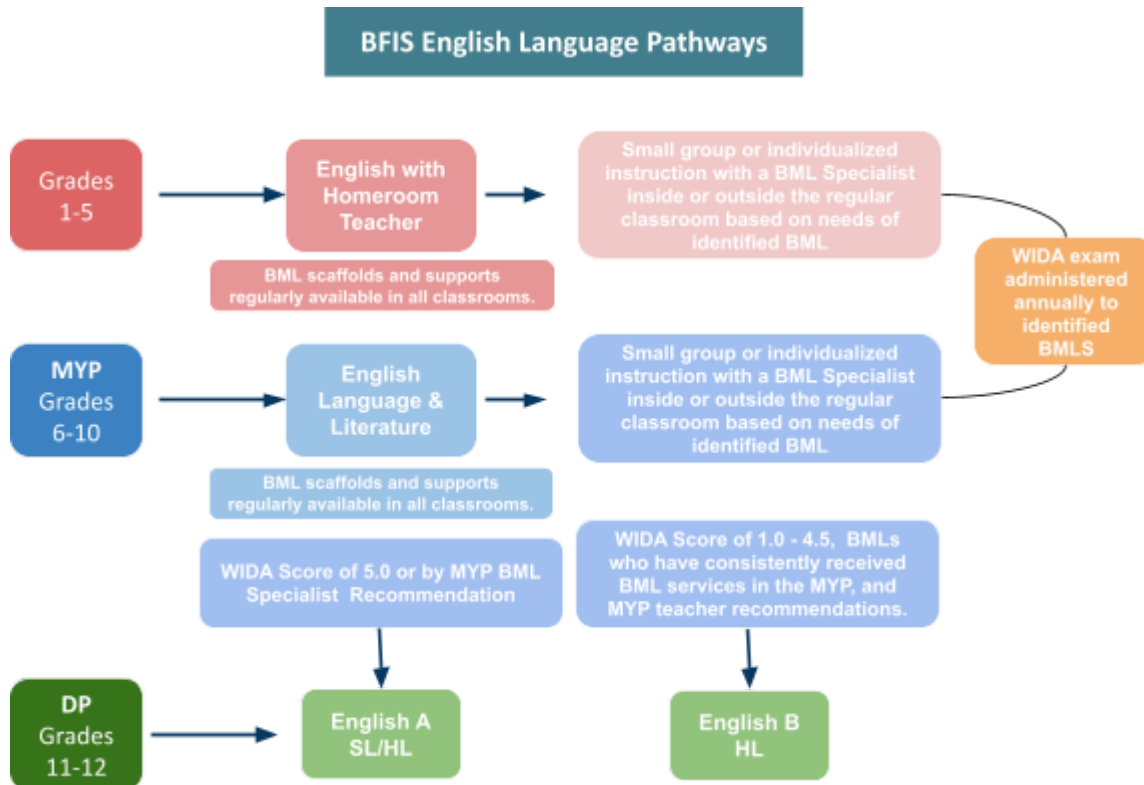 BFIS English Language Pathways
Grades
1-5
English with
Homeroom
Teacher
Small group or individualized
instruction with a BML Specialist
inside or outside the regular
classroom based on needs of
identified BML
BML scaffolds and supports
regularly available in all classrooms.
WIDA exam
administered
annually to
identified
BMLS
MYP
Grades
6-10
English
Language &
Literature
Small group or individualized
instruction with a BML Specialist
inside or outside the regular
classroom based on needs of
identified BML
BML scaffolds and supports
regularly available in all classrooms.
WIDA Score of 5.0 or by MYP BML
Specialist Recommendation
WIDA Score of 1.0 - 4.5, BMLs
who have consistently received
BML services in the MYP, and
MYP teacher recommendations.
DP
Grades
11-12
English A
SL/HL
English B
HL